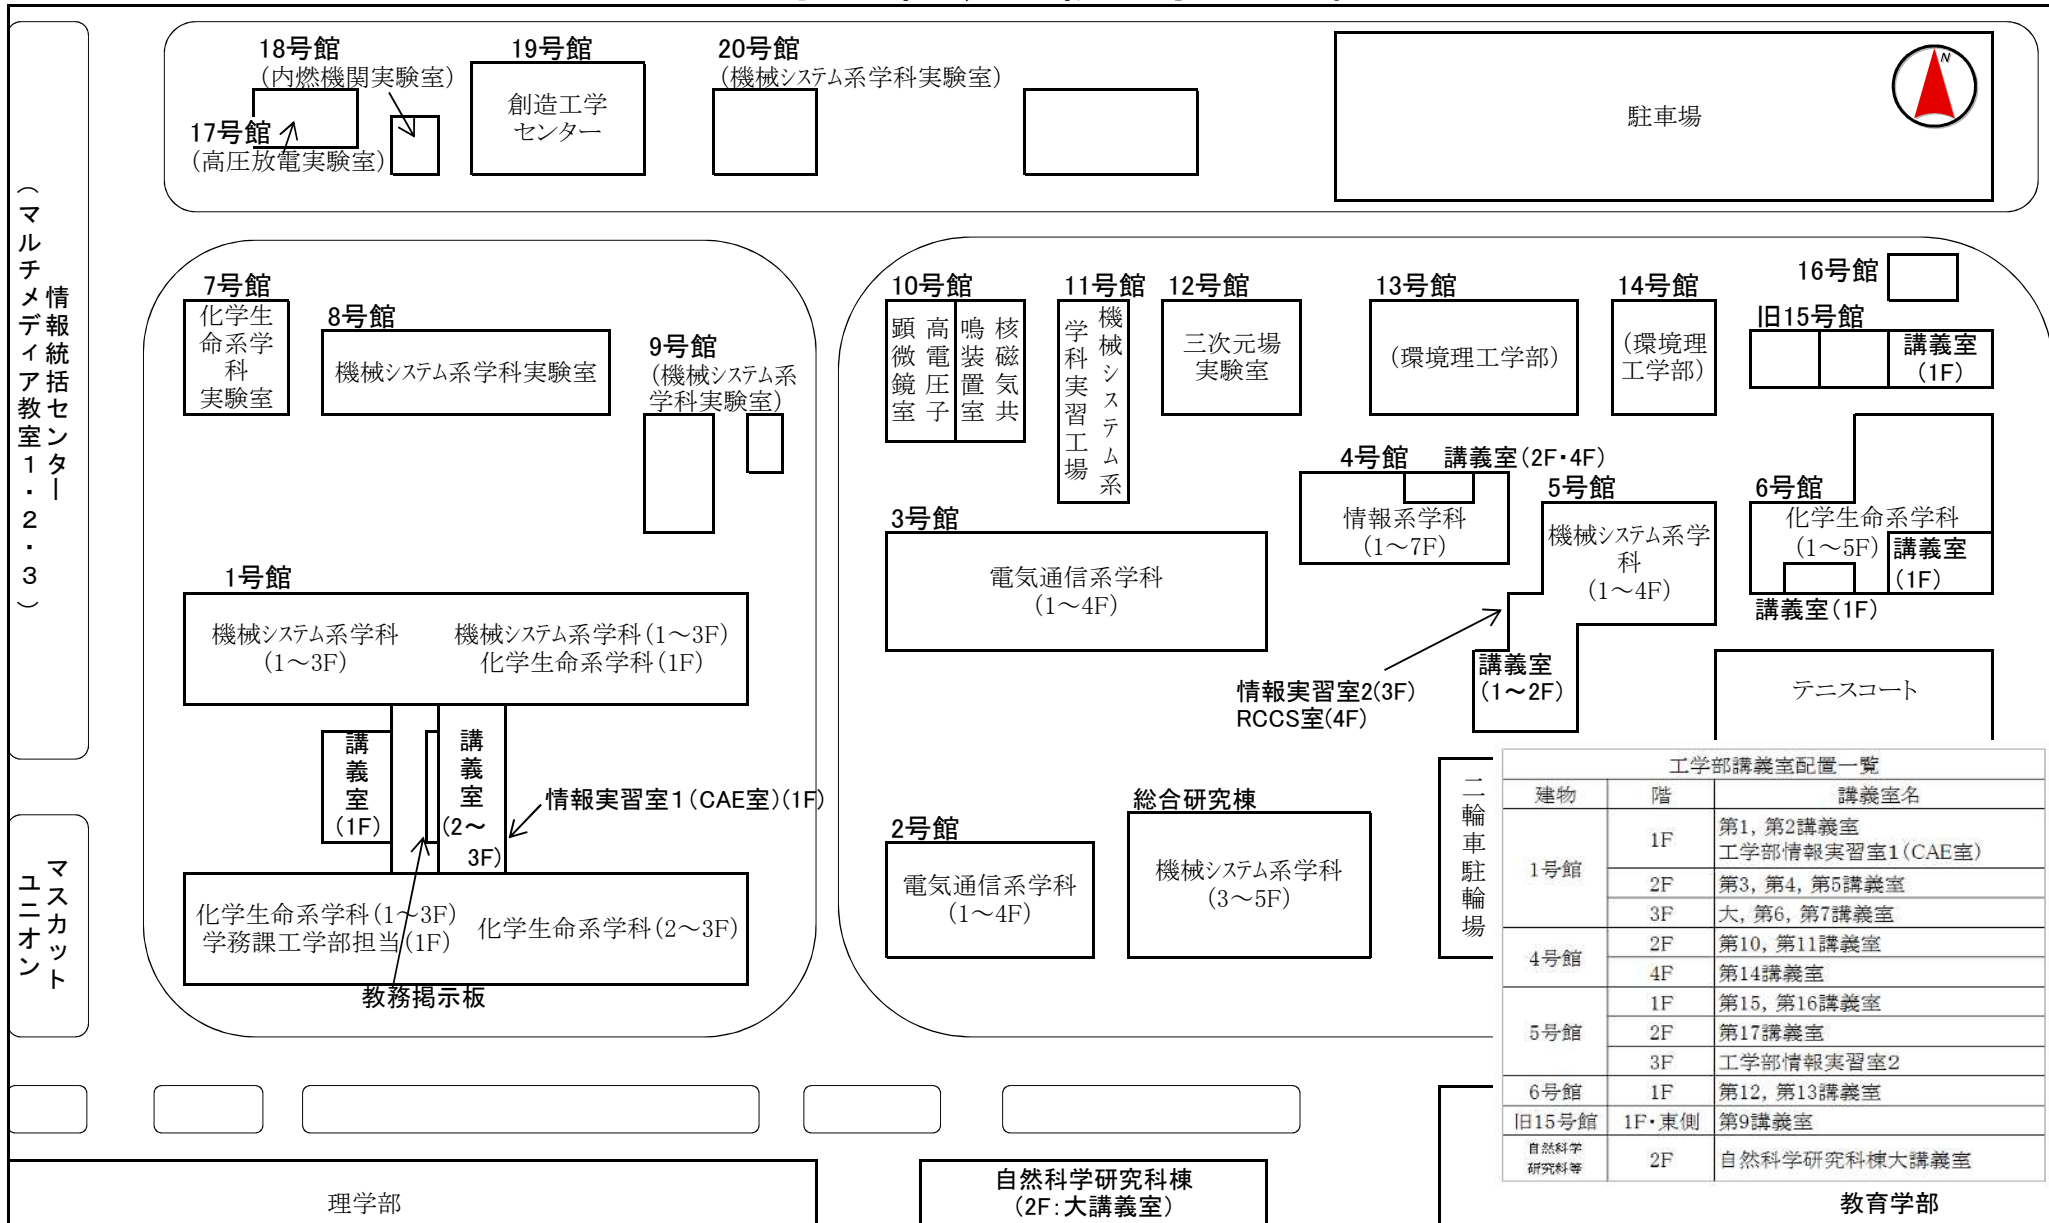 18号館
(内燃機関実験室)
19号館
創造工学
センター
20号館
(機械システム系学科実験室)
駐車場
N
17号館
(高圧放電実験室)
情報統括センター
(マルチメディア教室1・2・3)
7号館
化学生
命系学
科
実験室
8号館
機械システム系学科実験室
9号館
(機械システム系
学科実験室)
10号館
高電圧子
顕微鏡室
核磁気共
鳴装置室
11号館
機械システム系
学科実習工場
12号館
三次元場
実験室
13号館
(環境理工学部)
14号館
(環境理
工学部)
16号館
旧15号館
講義室
(1F)
4号館
講義室(2F・4F)
情報系学科
(1～7F)
5号館
機械システム系学
科
(1～4F)
6号館
化学生命系学科
(1～5F)
講義室
(1F)
講義室(1F)
3号館
電気通信系学科
(1～4F)
1号館
機械システム系学科
(1～3F)
機械システム系学科(1～3F)
化学生命系学科(1F)
情報実習室2(3F)
RCCS室(4F)
講義室
(1～2F)
テニスコート
講義室
(1F)
講義室
(2～
3F)
情報実習室1(CAE室)(1F)
化学生命系学科(1～3F)
学務課工学部担当(1F)
化学生命系学科(2～3F)
教務掲示板
マスカット
ユニオン
2号館
電気通信系学科
(1～4F)
総合研究棟
機械システム系学科
(3～5F)
二輪車駐輪場
工学部講義室配置一覧
建物 階 講義室名
1号館 1F 第1, 第2講義室
工学部情報実習室1(CAE室)
2F 第3, 第4, 第5講義室
3F 大, 第6, 第7講義室
4号館 2F 第10, 第11講義室
4F 第14講義室
5号館 1F 第15, 第16講義室
2F 第17講義室
3F 工学部情報実習室2
6号館 1F 第12, 第13講義室
旧15号館 1F・東側 第9講義室
自然科学
研究科等 2F 自然科学研究科棟大講義室
理学部
自然科学研究科棟
(2F:大講義室)
教育学部